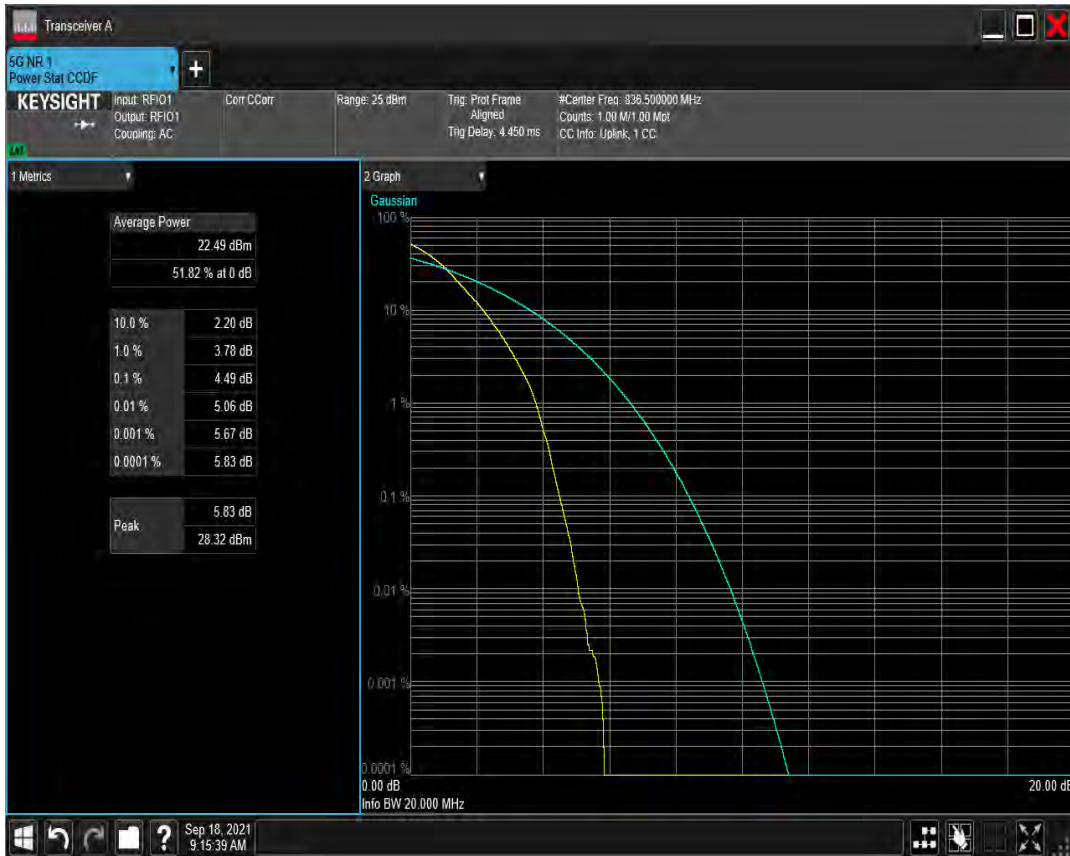 Transceiver A
5G NR 1
Power Stat CCDF
+
KEYSIGHT
Input: RFIO1
Output: RFIO1
Coupling: AC
Corr CCorr
Range: 25 dBm
Trig: Prot Frame
Aligned
Trig Delay: 4.450 ms
#Center Freq: 836.500000 MHz
Counts: 1.00 M/1.00 Mpt
CC Info: Uplink, 1 CC
LNI
1 Metrics
Average Power
22.49 dBm
51.82 % at 0 dB
10.0 % 2.20 dB
1.0 % 3.78 dB
0.1 % 4.49 dB
0.01 % 5.06 dB
0.001 % 5.67 dB
0.0001 % 5.83 dB
Peak
5.83 dB
28.32 dBm
2 Graph
Gaussian
100 %
10 %
1 %
0.1 %
0.01 %
0.001 %
0.0001 %
0.00 dB
20.00 dB
Info BW 20.000 MHz
?
Sep 18, 2021
9:15:39 AM